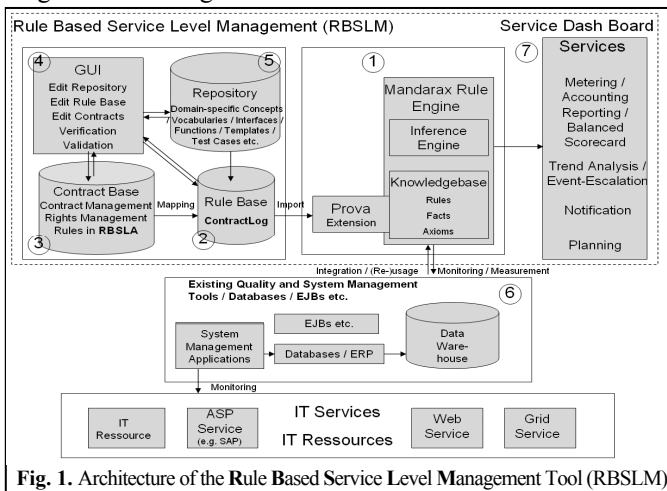 Rule Based Service Level Management (RBSLM)
Service Dash Board
4
GUI
Edit Repository
Edit Rule Base
Edit Contracts
Verification
Validation
5
Repository
Domain-specific Concepts
/ Vocabularies / Interfaces /
Functions / Templates /
Test Cases etc.
Contract Base
Contract Management
Rights Management
Rules in RBSLA
3
Mapping
Rule Base
ContractLog
2
Import
1
Mandarax Rule
Engine
Inference
Engine
Knowledgebase
Rules
Facts
Axioms
Prova
Extension
7
Services
Metering /
Accounting
Reporting /
Balanced
Scorecard
Trend Analysis /
Event-Escalation
Notification
Planning
Integration / (Re-)usage
Monitoring / Measurement
Existing Quality and System Management
Tools / Databases / EJBs etc.
6
System
Management
Applications
EJBs etc.
Databases / ERP
Data
Ware-
house
Monitoring
IT
Ressource
ASP
Service
(e.g. SAP)
IT Services
IT Ressources
Web
Service
Grid
Service
Fig. 1. Architecture of the Rule Based Service Level Management Tool (RBSLM)